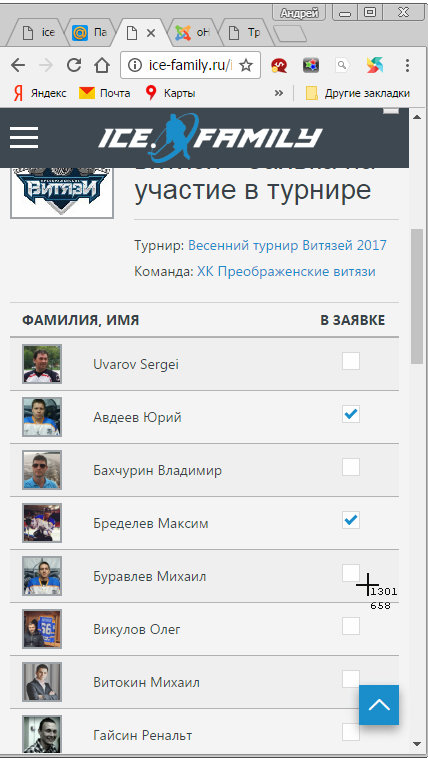 Андрей
ice
Па
оН
Тр
ice-family.ru/i
Яндекс
Почта
Карты
»
Другие закладки
ICE FAMILY
ВИТЯЗИ
участие в турнире
Турнир: Весенний турнир Витязей 2017
Команда: ХК Преображенские витязи
ФАМИЛИЯ, ИМЯ В ЗАЯВКЕ
Uvarov Sergei
Авдеев Юрий
Бахчурин Владимир
Бределев Максим
Буравлев Михаил
1301
658
Викулов Олег
Витокин Михаил
Гайсин Ренальт